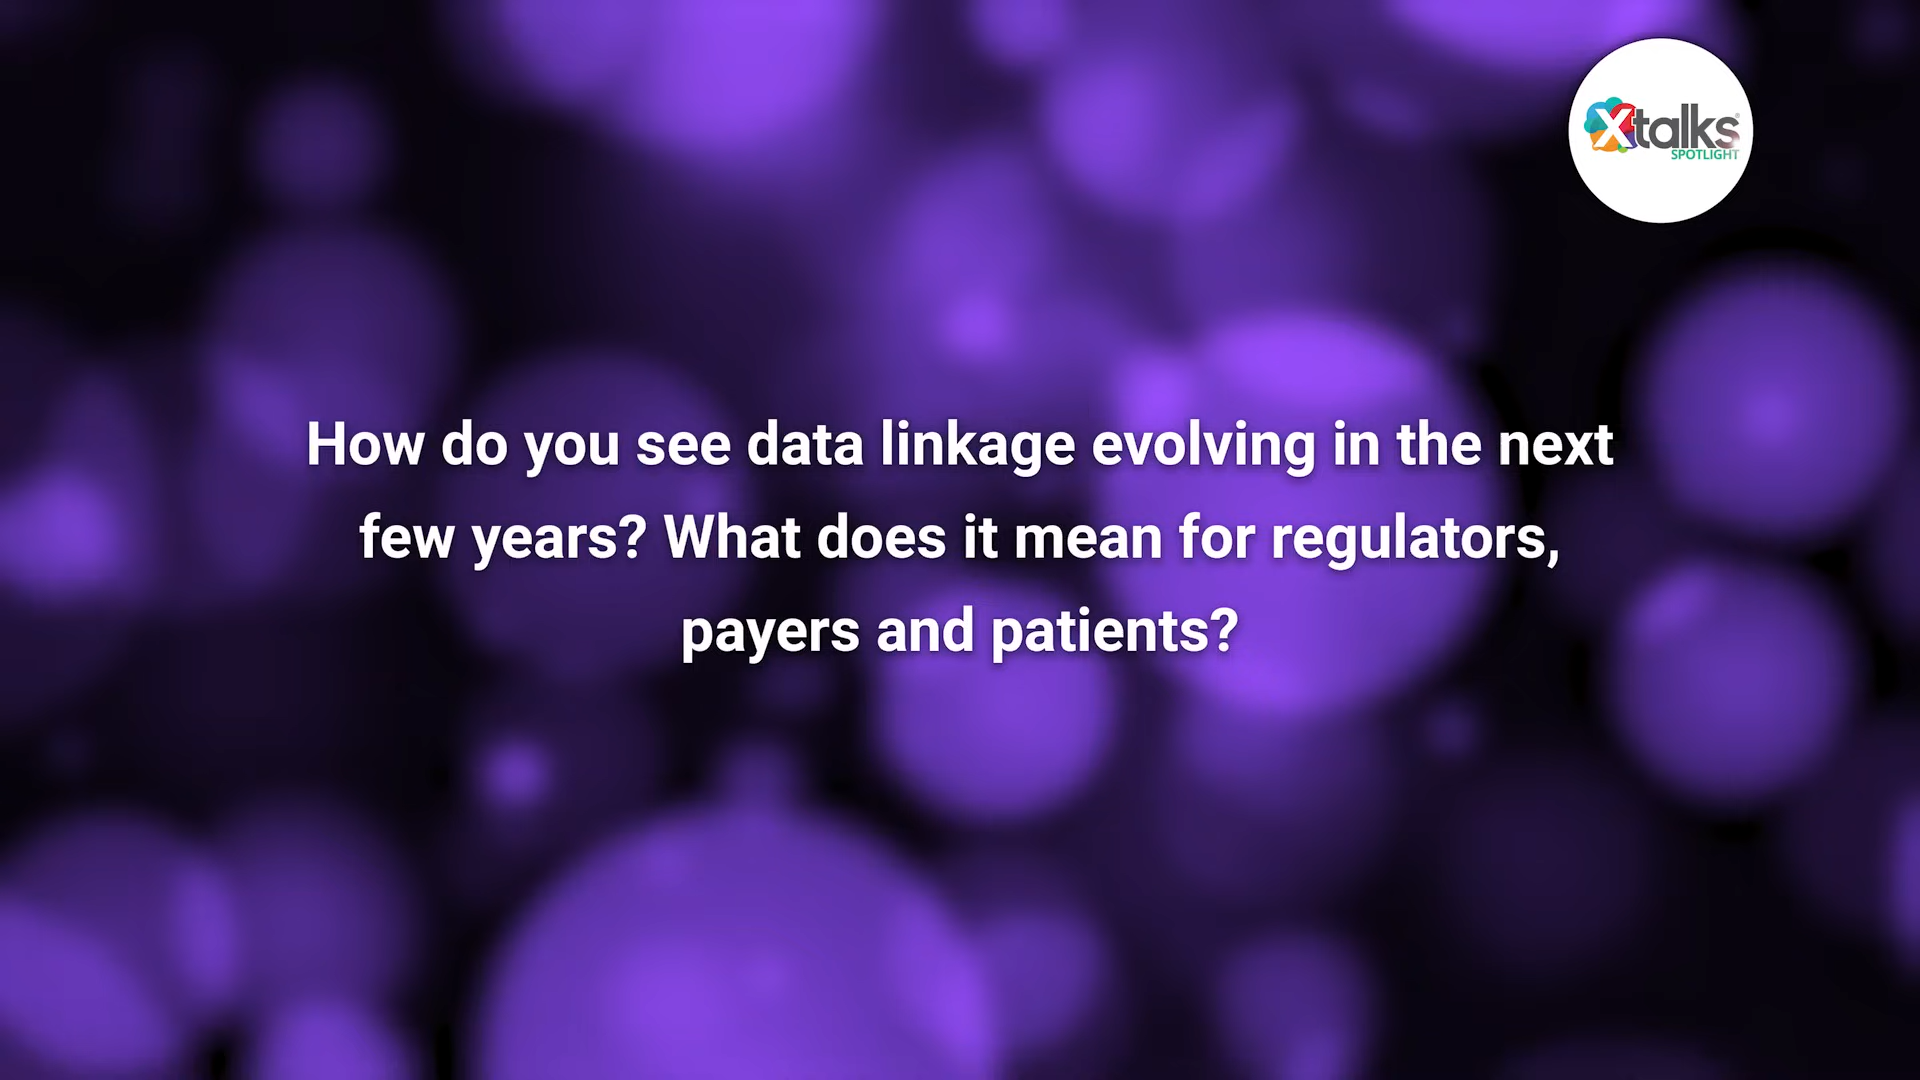 Xtalks
SPOTLIGHT
How do you see data linkage evolving in the next
few years? What does it mean for regulators,
payers and patients?